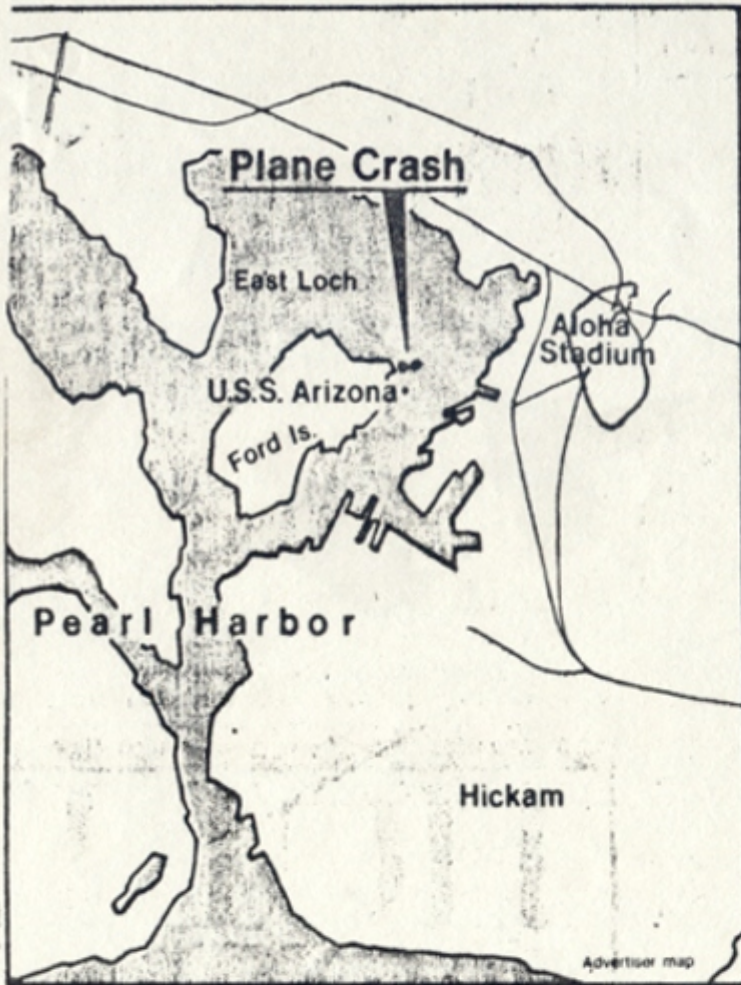 Plane Crash
East Loch
Aloha
Stadium
U.S.S. Arizona
Ford Is.
Pearl Harbor
Hickam
Advertiser map